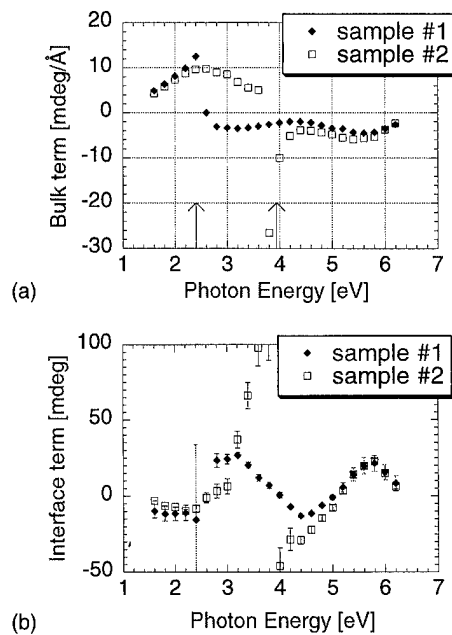 (a)
Bulk term [mdeg/Å]
20
10
0
-10
-20
-30
◆ sample #1
□ sample #2
1 2 3 4 5 6 7
Photon Energy [eV]
(b)
Interface term [mdeg]
100
50
0
-50
◆ sample #1
□ sample #2
1 2 3 4 5 6 7
Photon Energy [eV]